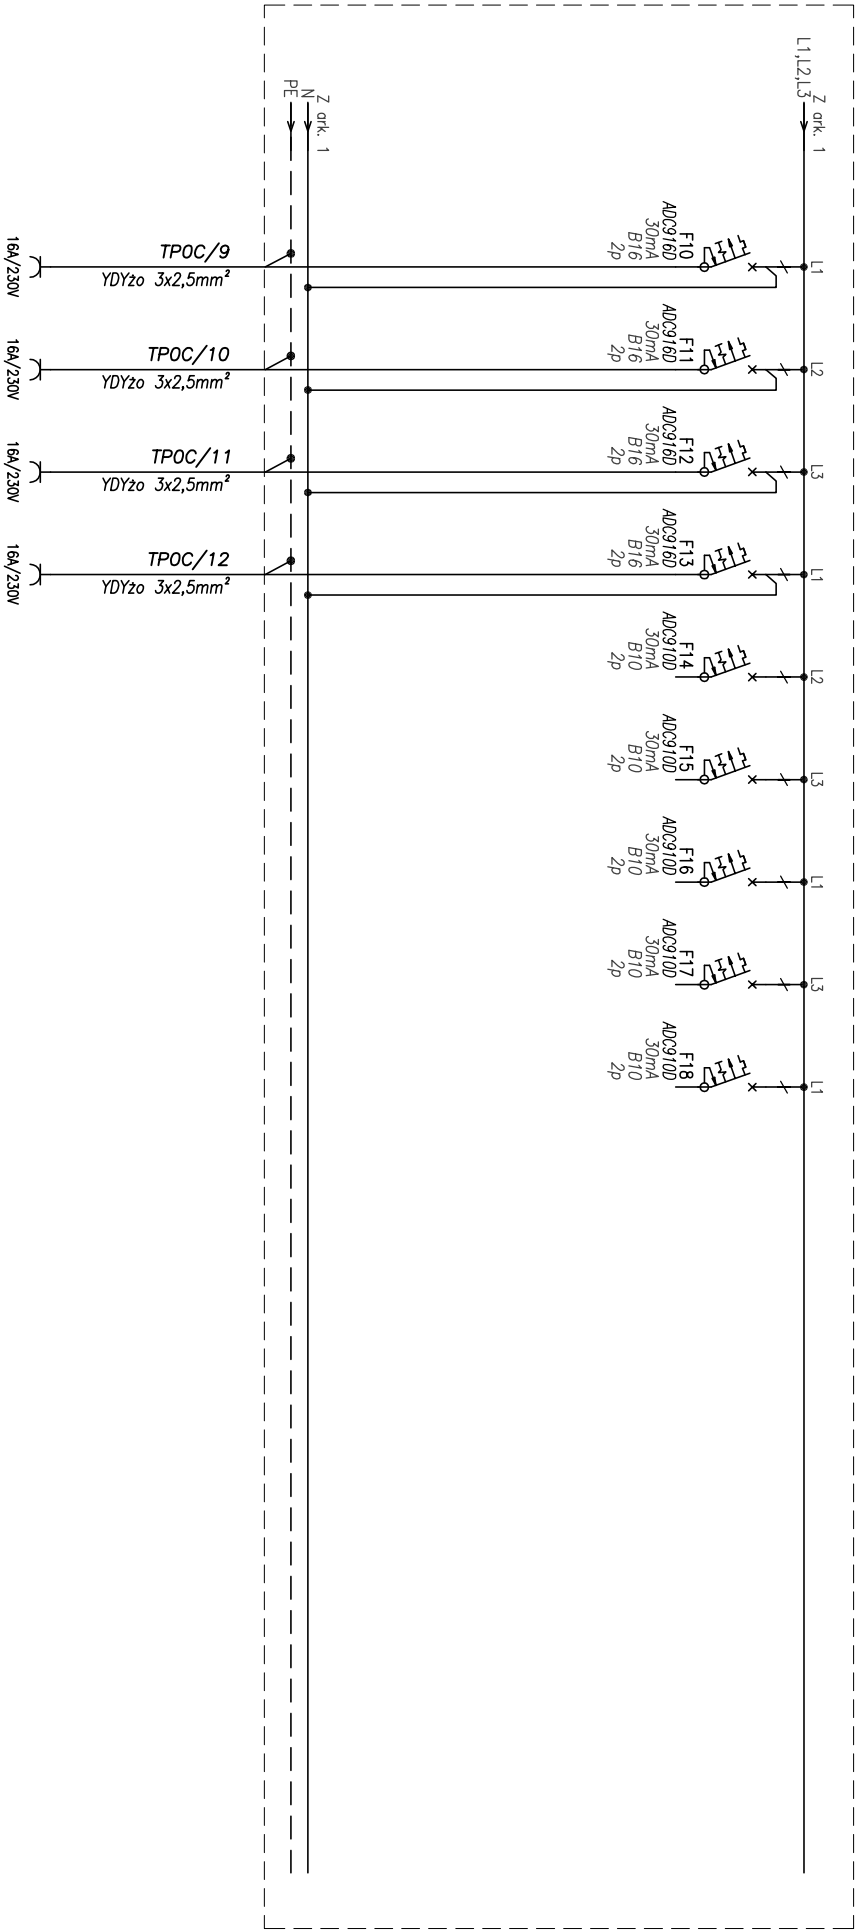 L1,L2,L3
Z ark. 1
Z ark. 1
N
PE
L1
F10
ADC916D
30mA
B16
2p
TPOC/9
YDYżo 3x2,5mm²
16A/230V
L2
F11
ADC916D
30mA
B16
2p
TPOC/10
YDYżo 3x2,5mm²
16A/230V
L3
F12
ADC916D
30mA
B16
2p
TPOC/11
YDYżo 3x2,5mm²
16A/230V
L1
F13
ADC916D
30mA
B16
2p
TPOC/12
YDYżo 3x2,5mm²
16A/230V
L2
F14
ADC910D
30mA
B10
2p
L3
F15
ADC910D
30mA
B10
2p
L1
F16
ADC910D
30mA
B10
2p
L3
F17
ADC910D
30mA
B10
2p
L1
F18
ADC910D
30mA
B10
2p